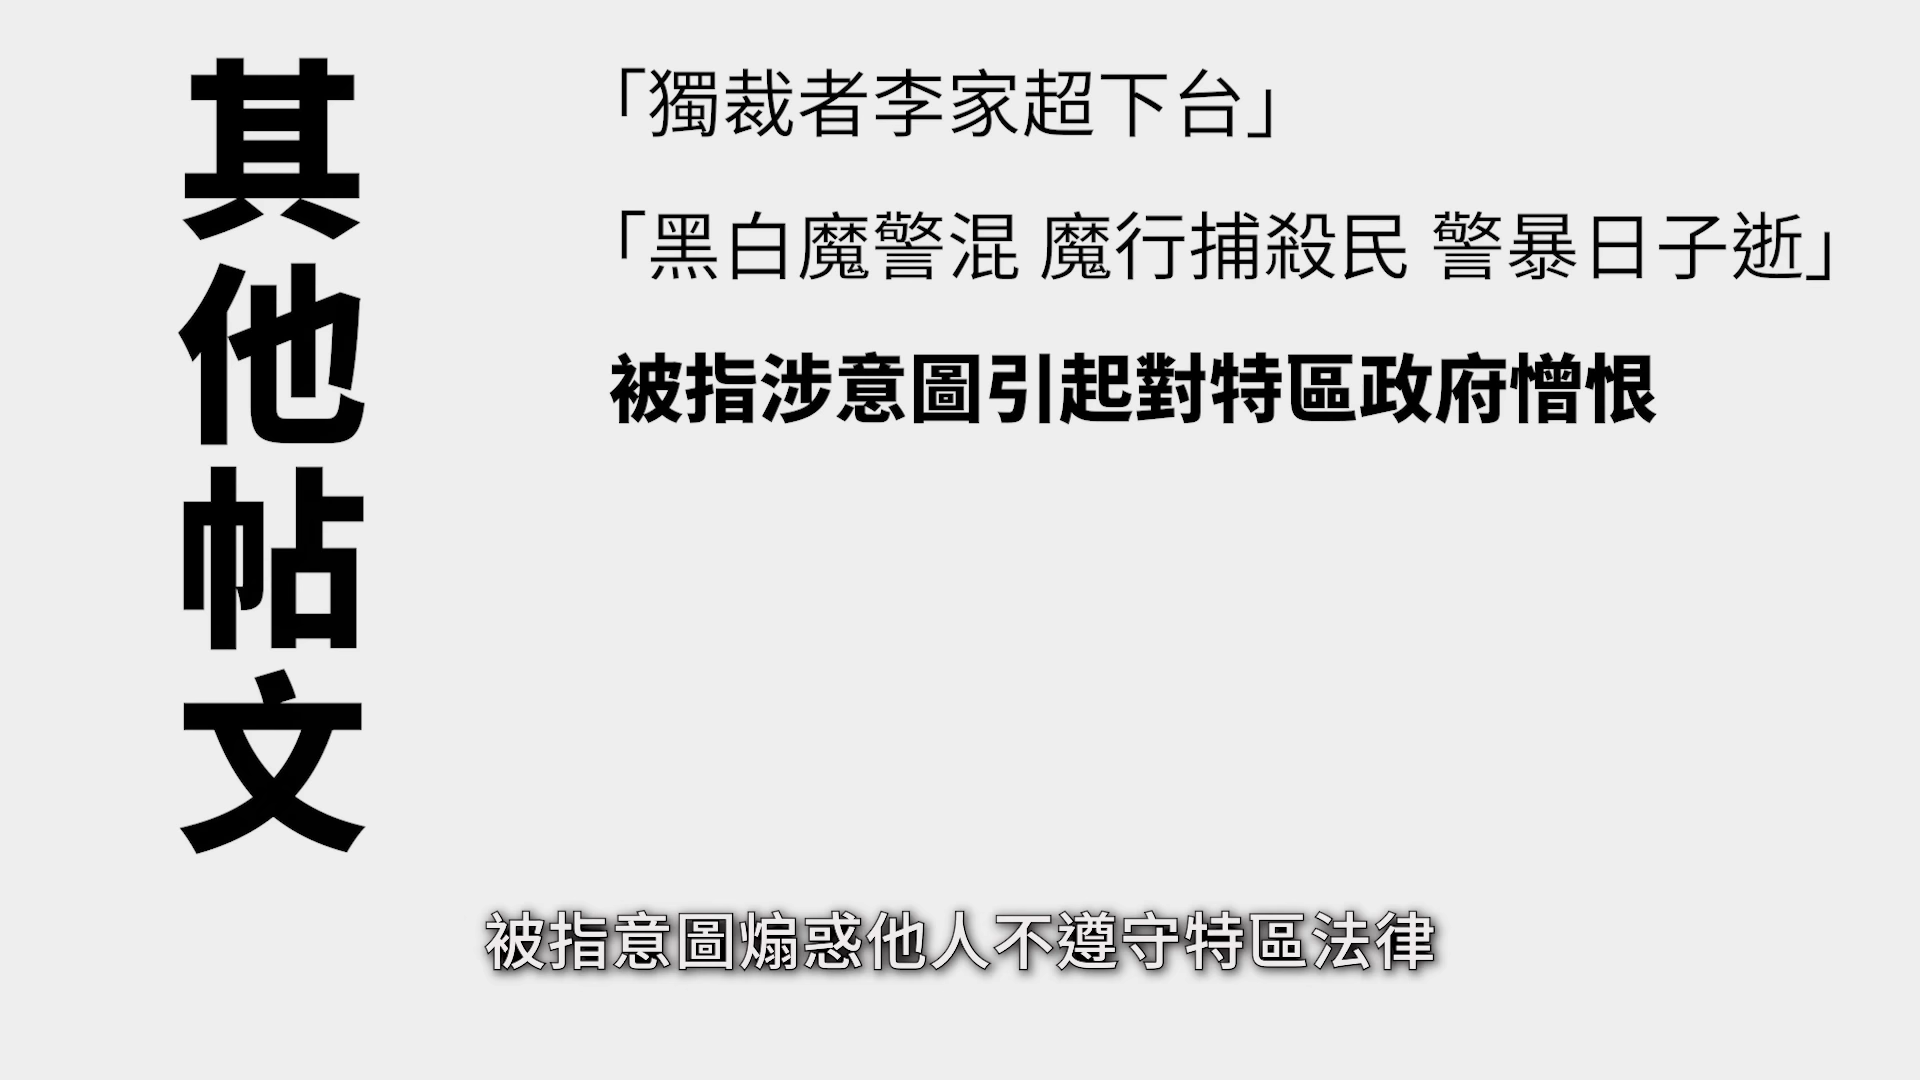 其他帖文
「獨裁者李家超下台」
「黑白魔警混 魔行捕殺民 警暴日子逝」
被指涉意圖引起對特區政府憎恨
被指意圖煽惑他人不遵守特區法律